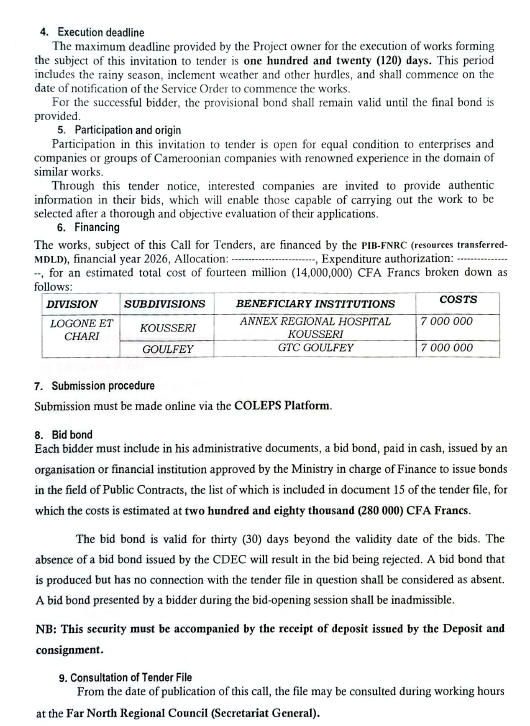 4. Execution deadline
The maximum deadline provided by the Project owner for the execution of works forming
the subject of this invitation to tender is one hundred and twenty (120) days. This period
includes the rainy season, inclement weather and other hurdles, and shall commence on the
date of notification of the Service Order to commence the works.
For the successful bidder, the provisional bond shall remain valid until the final bond is
provided.
5. Participation and origin
Participation in this invitation to tender is open for equal condition to enterprises and
companies or groups of Cameroonian companies with renowned experience in the domain of
similar works.
Through this tender notice, interested companies are invited to provide authentic
information in their bids, which will enable those capable of carrying out the work to be
selected after a thorough and objective evaluation of their applications.
6. Financing
The works, subject of this Call for Tenders, are financed by the PIB-FNRC (resources transferred-
MDLD), financial year 2026, Allocation: ------------------------, Expenditure authorization: --------------
--, for an estimated total cost of fourteen million (14,000,000) CFA Francs broken down as
follows:
DIVISION SUBDIVISIONS BENEFICIARY INSTITUTIONS COSTS
LOGONE ET CHARI KOUSSERI ANNEX REGIONAL HOSPITAL KOUSSERI 7 000 000
GOULFEY GTC GOULFEY 7 000 000
7. Submission procedure
Submission must be made online via the COLEPS Platform.
8. Bid bond
Each bidder must include in his administrative documents, a bid bond, paid in cash, issued by an
organisation or financial institution approved by the Ministry in charge of Finance to issue bonds
in the field of Public Contracts, the list of which is included in document 15 of the tender file, for
which the costs is estimated at two hundred and eighty thousand (280 000) CFA Francs.
The bid bond is valid for thirty (30) days beyond the validity date of the bids. The
absence of a bid bond issued by the CDEC will result in the bid being rejected. A bid bond that
is produced but has no connection with the tender file in question shall be considered as absent.
A bid bond presented by a bidder during the bid-opening session shall be inadmissible.
NB: This security must be accompanied by the receipt of deposit issued by the Deposit and
consignment.
9. Consultation of Tender File
From the date of publication of this call, the file may be consulted during working hours
at the Far North Regional Council (Secretariat General).